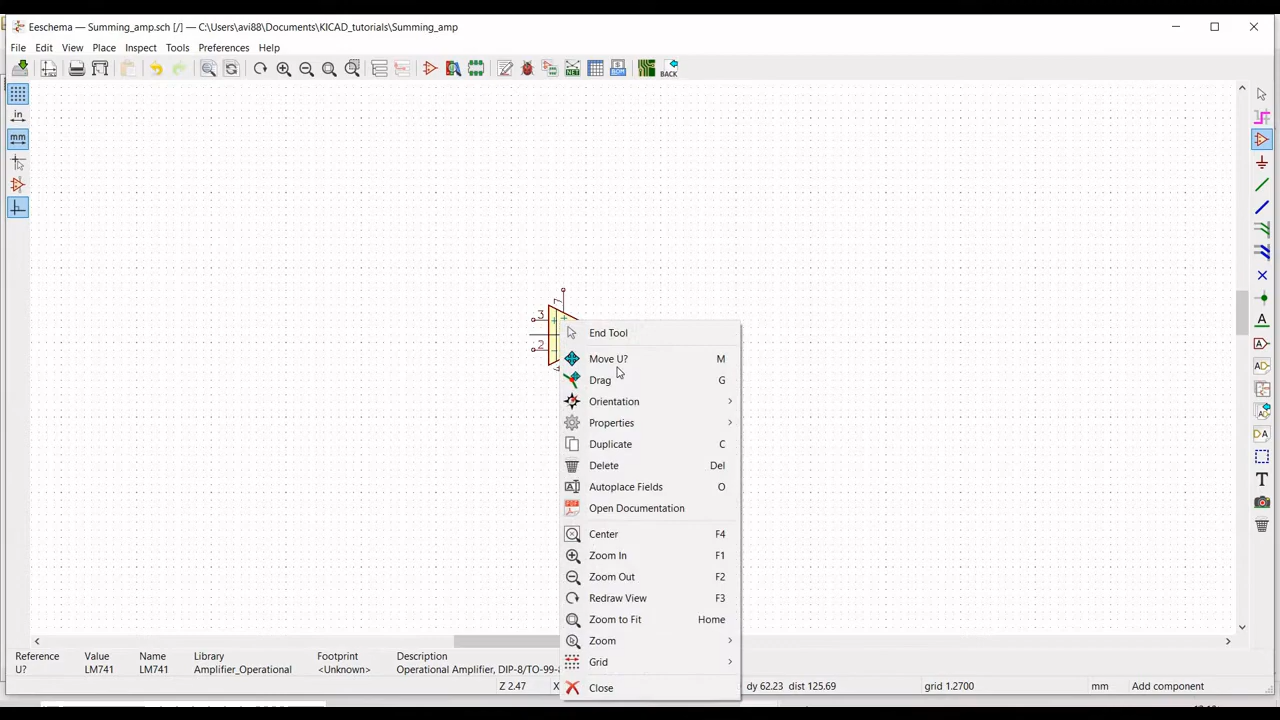 Eeschema — Summing_amp.sch [/] — C:\Users\avi88\Documents\KICAD_tutorials\Summing_amp
File Edit View Place Inspect Tools Preferences Help
BACK
in
mm
7
3
2
End Tool
Move U? M
Drag G
Orientation
Properties
Duplicate C
Delete Del
Autoplace Fields O
Open Documentation
Center F4
Zoom In F1
Zoom Out F2
Redraw View F3
Zoom to Fit Home
Zoom
Grid
Close
Reference Value Name Library Footprint Description
U? LM741 LM741 Amplifier_Operational <Unknown> Operational Amplifier, DIP-8/TO-99-8
Z 2.47 X dy 62.23 dist 125.69 grid 1.2700 mm Add component